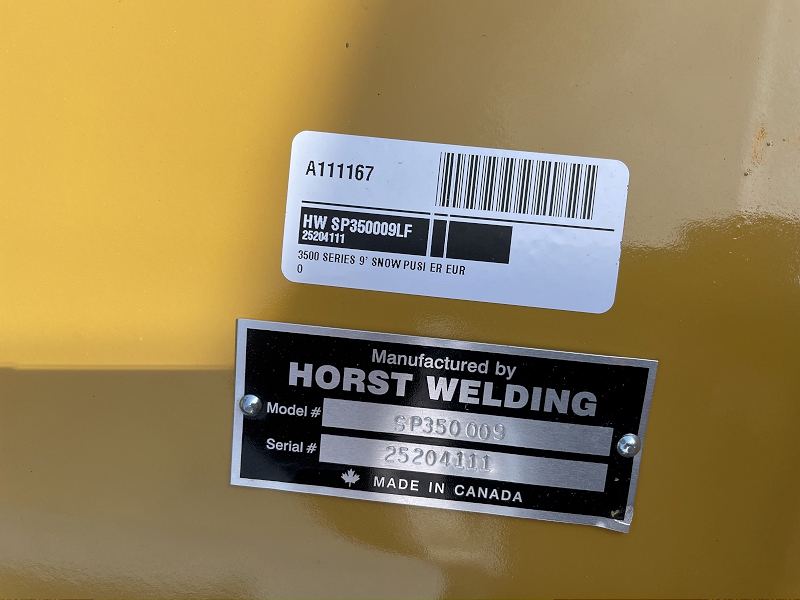 A111167
HW SP350009LF
25204111
3500 SERIES 9' SNOW PUSI ER EUR
0
Manufactured by
HORST WELDING
Model # SP350009
Serial # 25204111
MADE IN CANADA